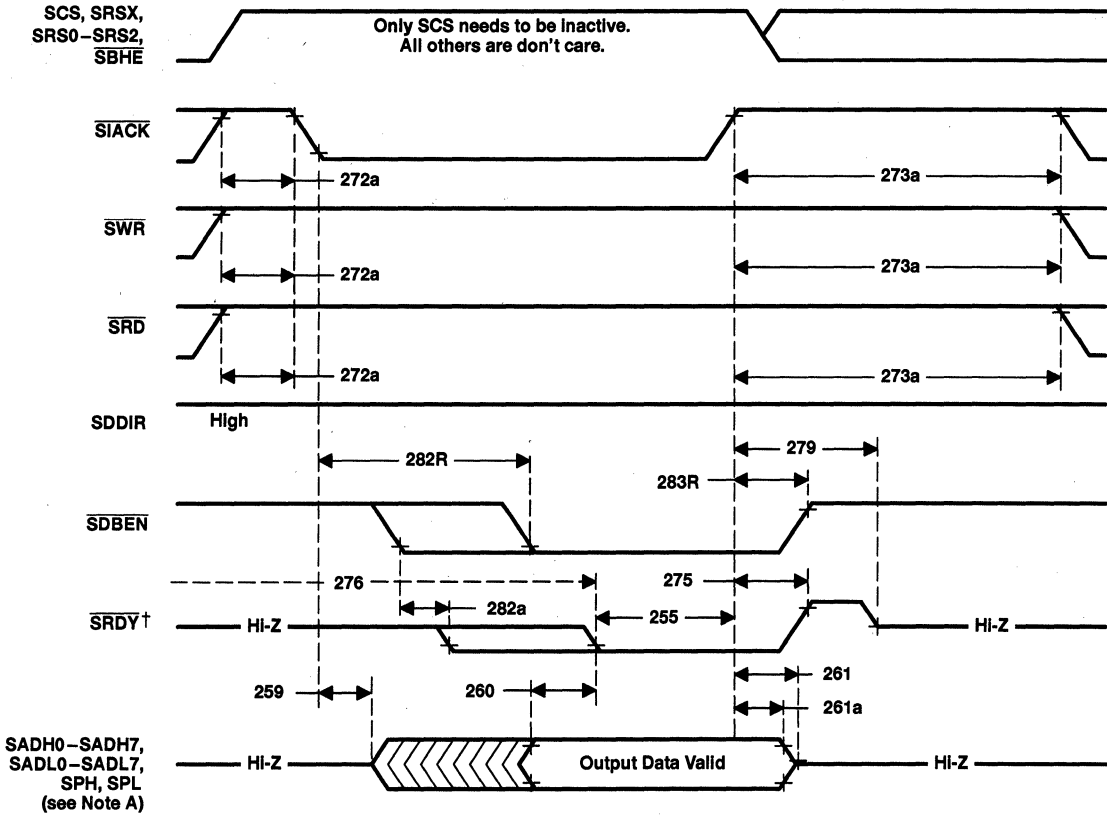 SCS, SRSX,
SRS0–SRS2,
SBHE
Only SCS needs to be inactive.
All others are don't care.
SIACK
272a
273a
SWR
272a
273a
SRD
272a
273a
SDDIR
High
282R
279
283R
SDBEN
276
275
282a
255
SRDY†
Hi-Z
Hi-Z
259
260
261
261a
SADH0–SADH7,
SADL0–SADL7,
SPH, SPL
(see Note A)
Hi-Z
Output Data Valid
Hi-Z